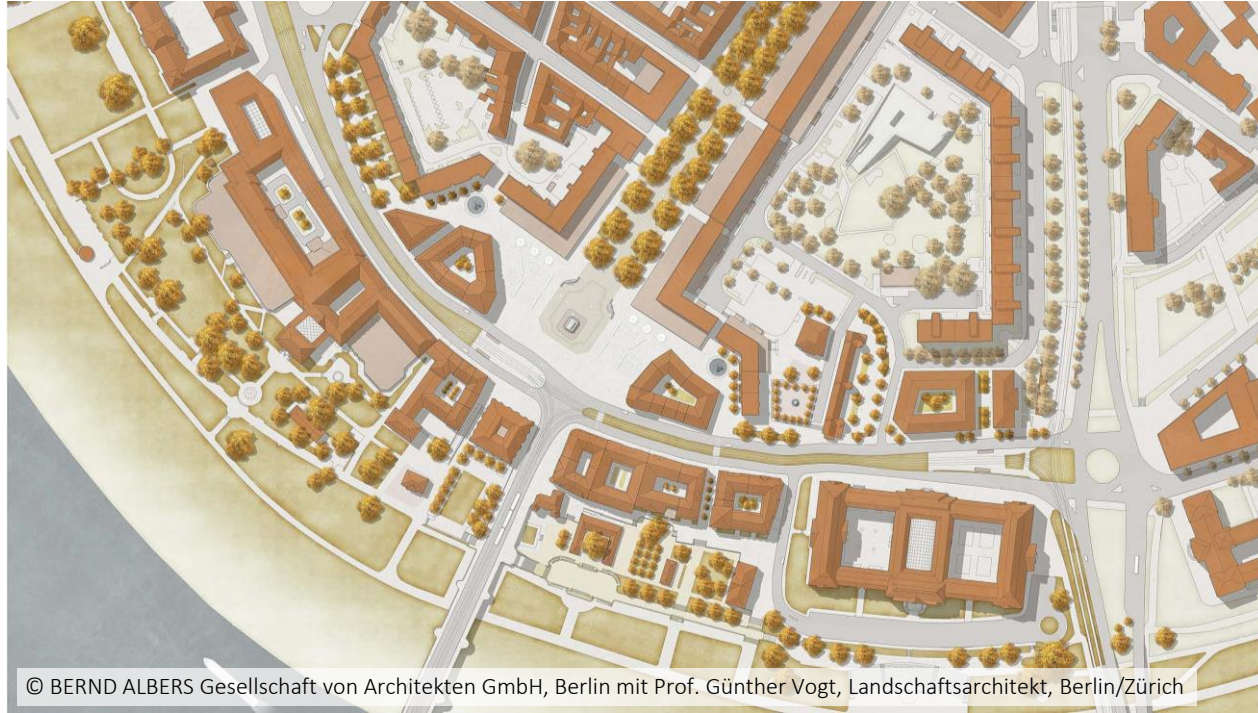 © BERND ALBERS Gesellschaft von Architekten GmbH, Berlin mit Prof. Günther Vogt, Landschaftsarchitekt, Berlin/Zürich